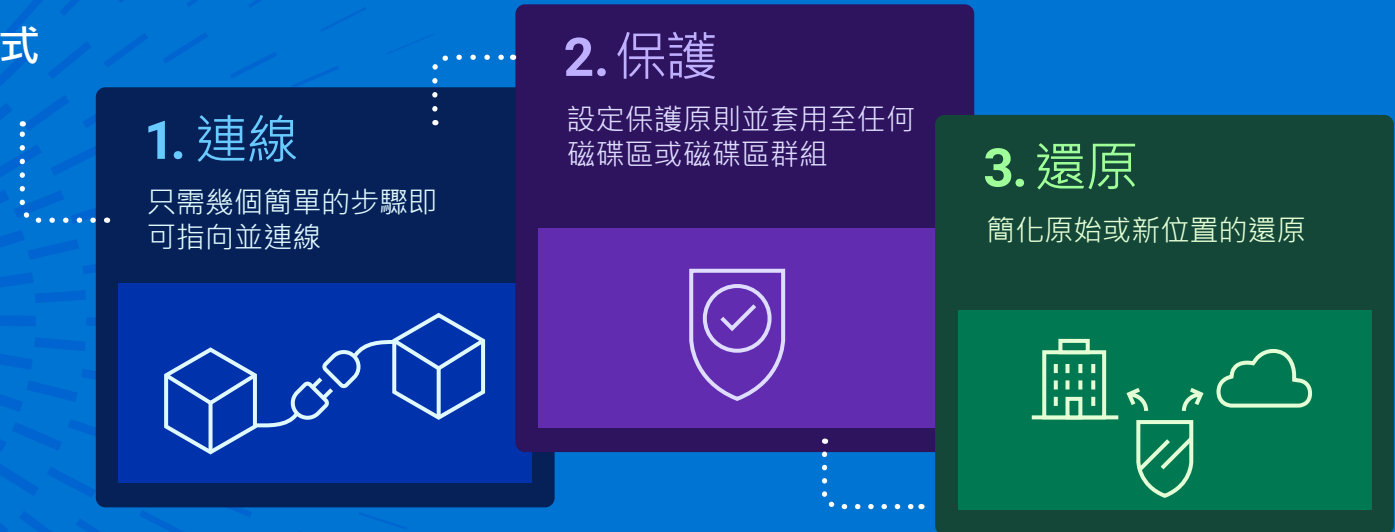 式
1. 連線
只需幾個簡單的步驟即
可指向並連線
2. 保護
設定保護原則並套用至任何
磁碟區或磁碟區群組
3. 還原
簡化原始或新位置的還原